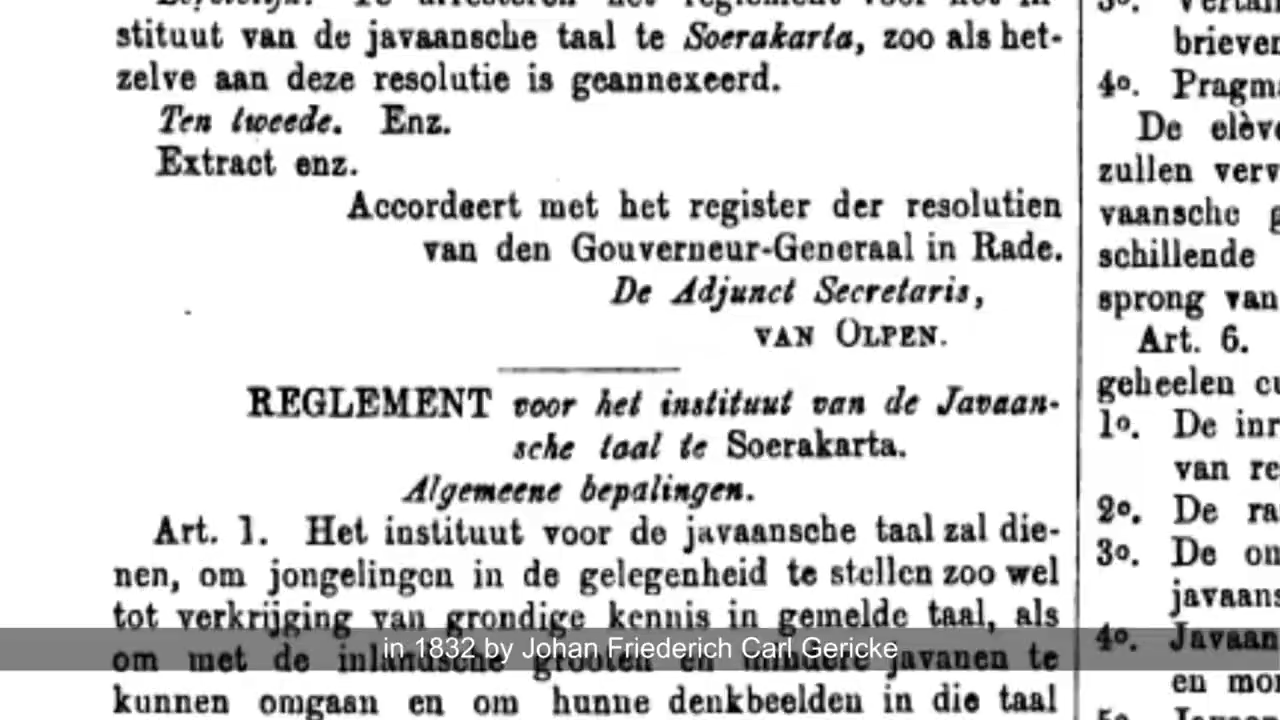 stituut van de javaansche taal te Soerakarta, zoo als het-
zelve aan deze resolutie is geannexeerd.
Ten tweede. Enz.
Extract enz.
Accordeert met het register der resolutien
van den Gouverneur-Generaal in Rade.
De Adjunct Secretaris,
VAN OLPEN.
REGLEMENT voor het instituut van de Javaan-
sche taal te Soerakarta.
Algemeene bepalingen.
Art. 1. Het instituut voor de javaansche taal zal die-
nen, om jongelingen in de gelegenheid te stellen zoo wel
tot verkrijging van grondige kennis in gemelde taal, als
om met de inlandsche grooten en mindere javanen te
kunnen omgaan en om hunne denkbeelden in die taal
in 1832 by Johan Friederich Carl Gericke
3o.
brieven
4o. Pragma
De elève
zullen verv
vaansche g
schillende
sprong van
Art. 6.
geheelen cu
1o. De inr
van re
2o. De ra
3o. De on
javaans
4o. Javaan
en mor